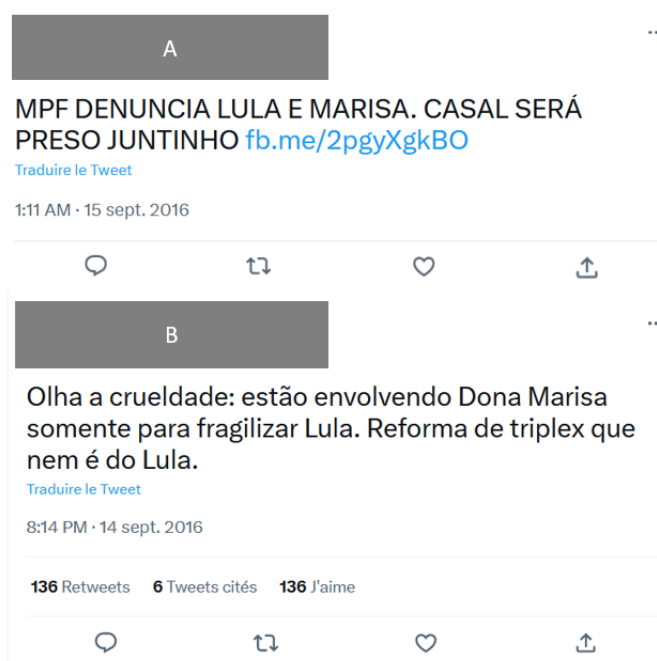 A
MPF DENUNCIA LULA E MARISA. CASAL SERÁ
PRESO JUNTINHO fb.me/2pgyXgkBO
Traduire le Tweet
1:11 AM · 15 sept. 2016
B
Olha a crueldade: estão envolvendo Dona Marisa
somente para fragilizar Lula. Reforma de triplex que
nem é do Lula.
Traduire le Tweet
8:14 PM · 14 sept. 2016
136 Retweets 6 Tweets cités 136 J'aime